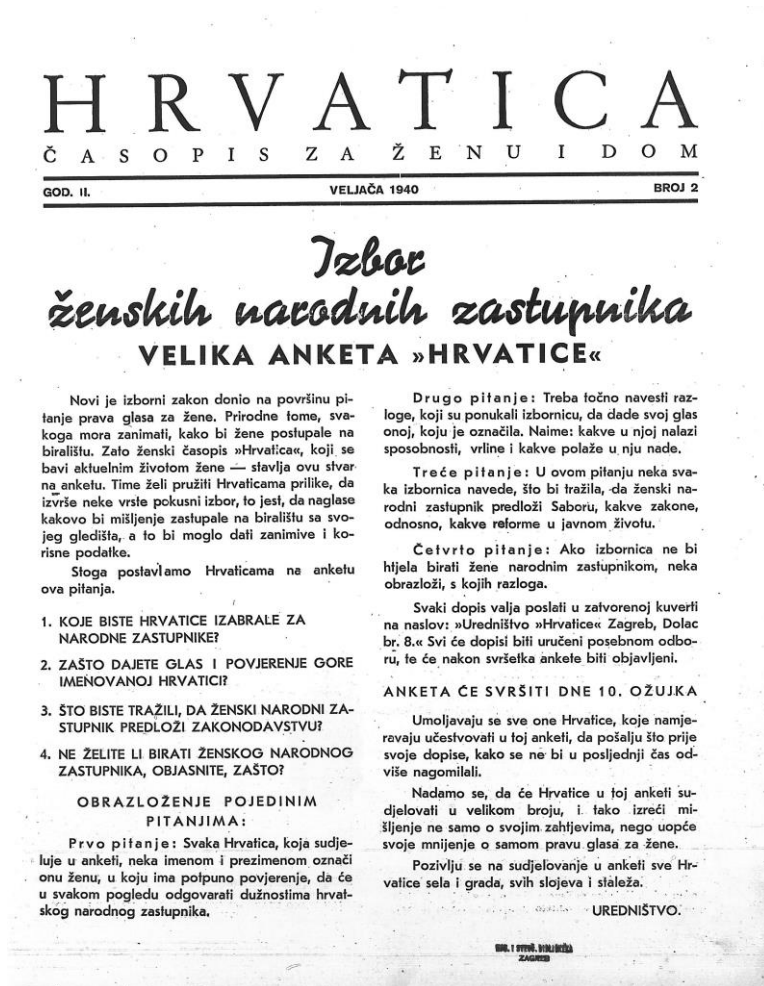 HRVATICA
ČASOPIS ZA ŽENU I DOM
GOD. II. VELJAČA 1940 BROJ 2
Izbor
ženskih narodnih zastupnika
VELIKA ANKETA »HRVATICE«
Novi je izborni zakon donio na površinu pi-
tanje prava glasa za žene. Prirodne tome, sva-
koga mora zanimati, kako bi žene postupale na
biralištu. Zato ženski časopis »Hrvatica«, koji se
bavi aktuelnim životom žene — stavlja ovu stvar
na anketu. Time želi pružiti Hrvaticama prilike, da
izvrše neke vrste pokusni izbor, to jest, da naglase
kakovo bi mišljenje zastupale na biralištu sa svo-
jeg gledišta, a to bi moglo dati zanimive i ko-
risne podatke.
Stoga postavlamo Hrvaticama na anketu
ova pitanja.
1. KOJE BISTE HRVATICE IZABRALE ZA
NARODNE ZASTUPNIKE?
2. ZAŠTO DAJETE GLAS I POVJERENJE GORE
IMENOVANOJ HRVATICI?
3. ŠTO BISTE TRAŽILI, DA ŽENSKI NARODNI ZA-
STUPNIK PREDLOŽI ZAKONODAVSTVU?
4. NE ŽELITE LI BIRATI ŽENSKOG NARODNOG
ZASTUPNIKA, OBJASNITE, ZAŠTO?
OBRAZLOŽENJE POJEDINIM
PITANJIMA:
Prvo pitanje: Svaka Hrvatica, koja sudje-
luje u anketi, neka imenom i prezimenom označi
onu ženu, u koju ima potpuno povjerenje, da će
u svakom pogledu odgovarati dužnostima hrvat-
skog narodnog zastupnika.
Drugo pitanje: Treba točno navesti raz-
loge, koji su ponukali izbornicu, da dade svoj glas
onoj, koju je označila. Naime: kakve u njoj nalazi
sposobnosti, vrline i kakve polaže u nju nade.
Treće pitanje: U ovom pitanju neka sva-
ka izbornica navede, što bi tražila, da ženski na-
rodni zastupnik predloži Saboru, kakve zakone,
odnosno, kakve reforme u javnom životu.
Četvrto pitanje: Ako izbornica ne bi
htjela birati žene narodnim zastupnikom, neka
obrazloži, s kojih razloga.
Svaki dopis valja poslati u zatvorenoj kuverti
na naslov: »Uredništvo »Hrvatice« Zagreb, Dolac
br. 8.« Svi će dopisi biti uručeni posebnom odbo-
ru, te će nakon svršetka ankete biti objavljeni.
ANKETA ĆE SVRŠITI DNE 10. OŽUJKA
Umoljavaju se sve one Hrvatice, koje namje-
ravaju učestvovati u toj anketi, da pošalju što prije
svoje dopise, kako se ne bi u posljednji čas od-
više nagomilali.
Nadamo se, da će Hrvatice u toj anketi su-
djelovati u velikom broju, i tako izreći mi-
šljenje ne samo o svojim zahtjevima, nego uopće
svoje mnijenje o samom pravu glasa za žene.
Pozivlju se na sudjelovanje u anketi sve Hr-
vatice sela i grada, svih slojeva i staleža.
UREDNIŠTVO.
ZAGREB